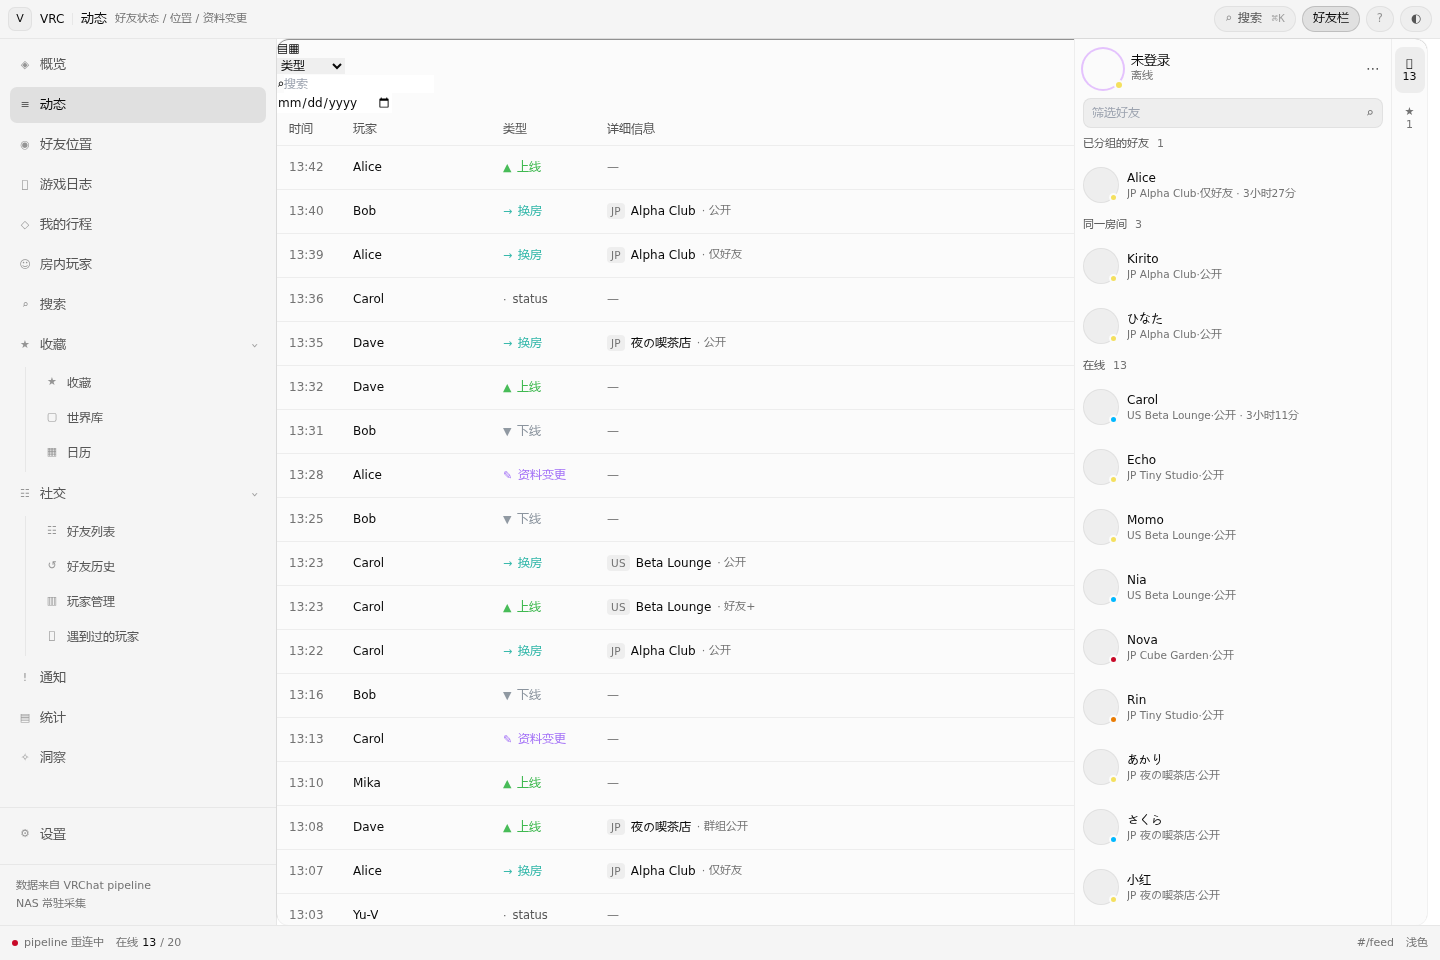 V VRC 动态 好友状态 / 位置 / 资料变更
搜索 ⌘K 好友栏 ?
概览
动态
好友位置
游戏日志
我的行程
房内玩家
搜索
收藏
收藏
世界库
日历
社交
好友列表
好友历史
玩家管理
遇到过的玩家
通知
统计
洞察
设置
数据来自 VRChat pipeline
NAS 常驻采集
类型
搜索
mm/dd/yyyy
时间 玩家 类型 详细信息
13:42 Alice ▲ 上线 —
13:40 Bob → 换房 JP Alpha Club · 公开
13:39 Alice → 换房 JP Alpha Club · 仅好友
13:36 Carol · status —
13:35 Dave → 换房 JP 夜の喫茶店 · 公开
13:32 Dave ▲ 上线 —
13:31 Bob ▼ 下线 —
13:28 Alice ✎ 资料变更 —
13:25 Bob ▼ 下线 —
13:23 Carol → 换房 US Beta Lounge · 公开
13:23 Carol ▲ 上线 US Beta Lounge · 好友+
13:22 Carol → 换房 JP Alpha Club · 公开
13:16 Bob ▼ 下线 —
13:13 Carol ✎ 资料变更 —
13:10 Mika ▲ 上线 —
13:08 Dave ▲ 上线 JP 夜の喫茶店 · 群组公开
13:07 Alice → 换房 JP Alpha Club · 仅好友
13:03 Yu-V · status —
未登录
离线
...
筛选好友
已分组的好友 1
Alice
JP Alpha Club·仅好友 · 3小时27分
同一房间 3
Kirito
JP Alpha Club·公开
ひなた
JP Alpha Club·公开
在线 13
Carol
US Beta Lounge·公开 · 3小时11分
Echo
JP Tiny Studio·公开
Momo
US Beta Lounge·公开
Nia
US Beta Lounge·公开
Nova
JP Cube Garden·公开
Rin
JP Tiny Studio·公开
あかり
JP 夜の喫茶店·公开
さくら
JP 夜の喫茶店·公开
小红
JP 夜の喫茶店·公开
13
★
1
pipeline 重连中 在线 13 / 20
#/feed 浅色